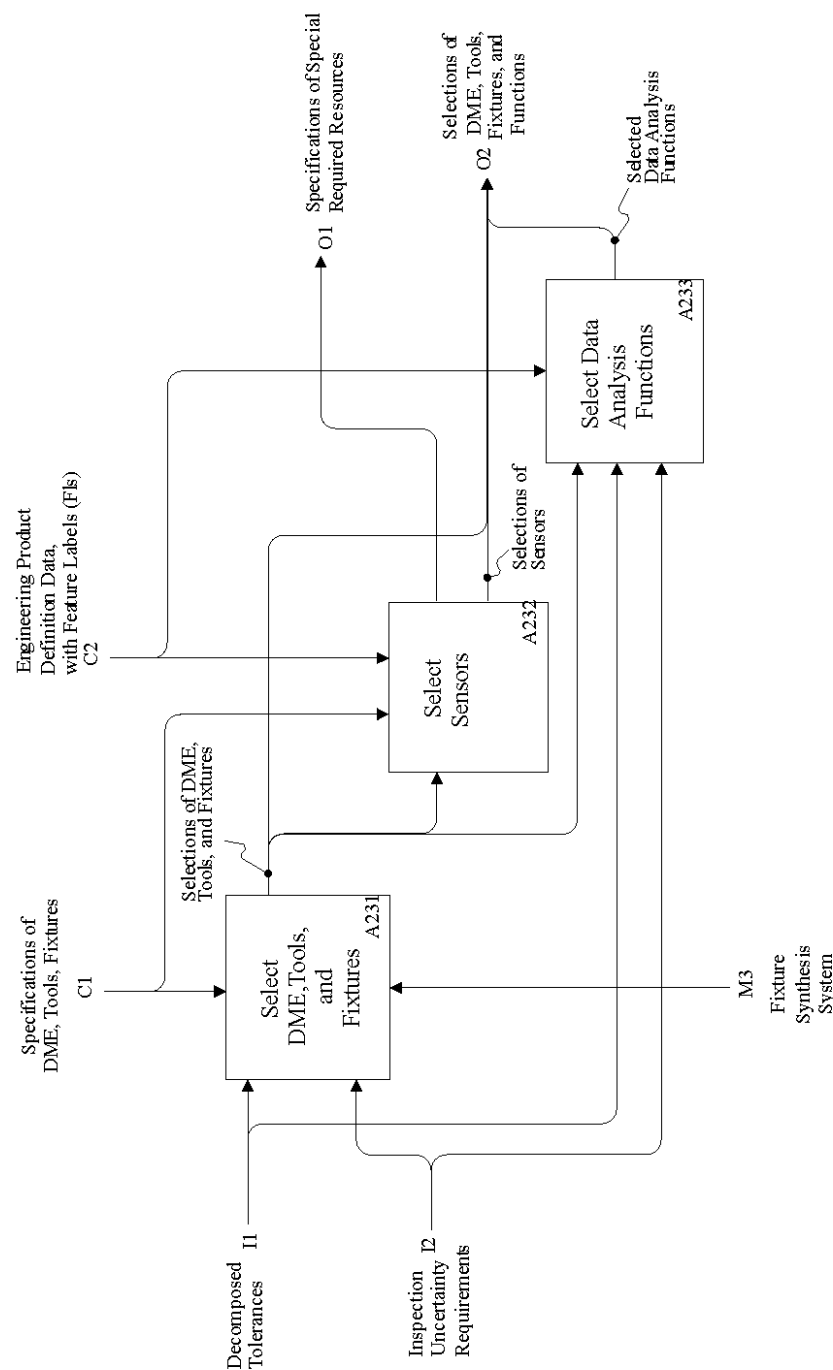 Specifications of
DME, Tools, Fixtures
C1
Engineering Product
Definition Data,
with Feature Labels (FIs)
C2
Decomposed
Tolerances
I1
Inspection
Uncertainty
Requirements
I2
Select
DME,Tools,
and
Fixtures
A231
Selections of DME,
Tools, and Fixtures
Select
Sensors
A232
Selections of
Sensors
Select Data
Analysis
Functions
A233
Selected
Data Analysis
Functions
O1
Specifications of Special
Required Resources
O2
Selections of
DME, Tools,
Fixtures, and
Functions
M3
Fixture
Synthesis
System